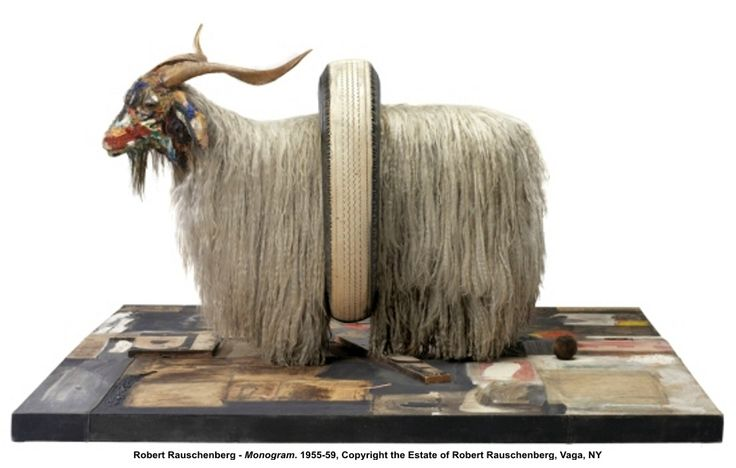 Robert Rauschenberg - Monogram. 1955-59, Copyright the Estate of Robert Rauschenberg, Vaga, NY